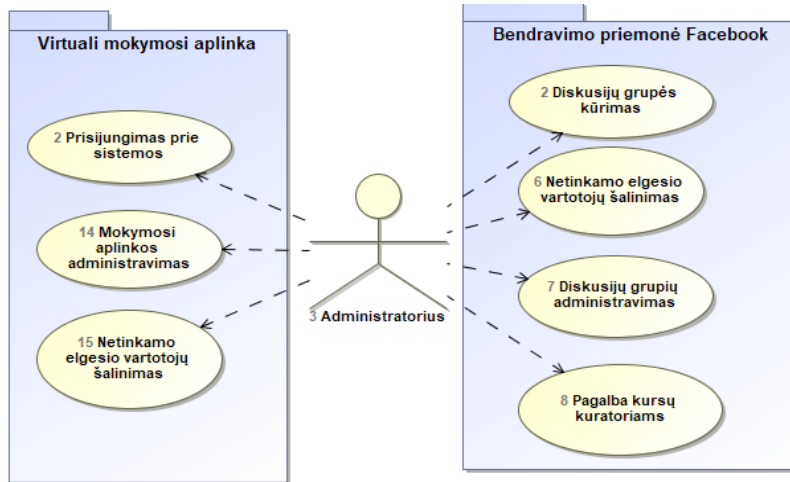 Virtuali mokymosi aplinka
2 Prisijungimas prie
sistemos
14 Mokymosi
aplinkos
administravimas
15 Netinkamo
elgesio vartotojų
šalinimas
3 Administratorius
Bendravimo priemonė Facebook
2 Diskusijų grupės
kūrimas
6 Netinkamo elgesio
vartotojų šalinimas
7 Diskusijų grupių
administravimas
8 Pagalba kursų
kuratoriams